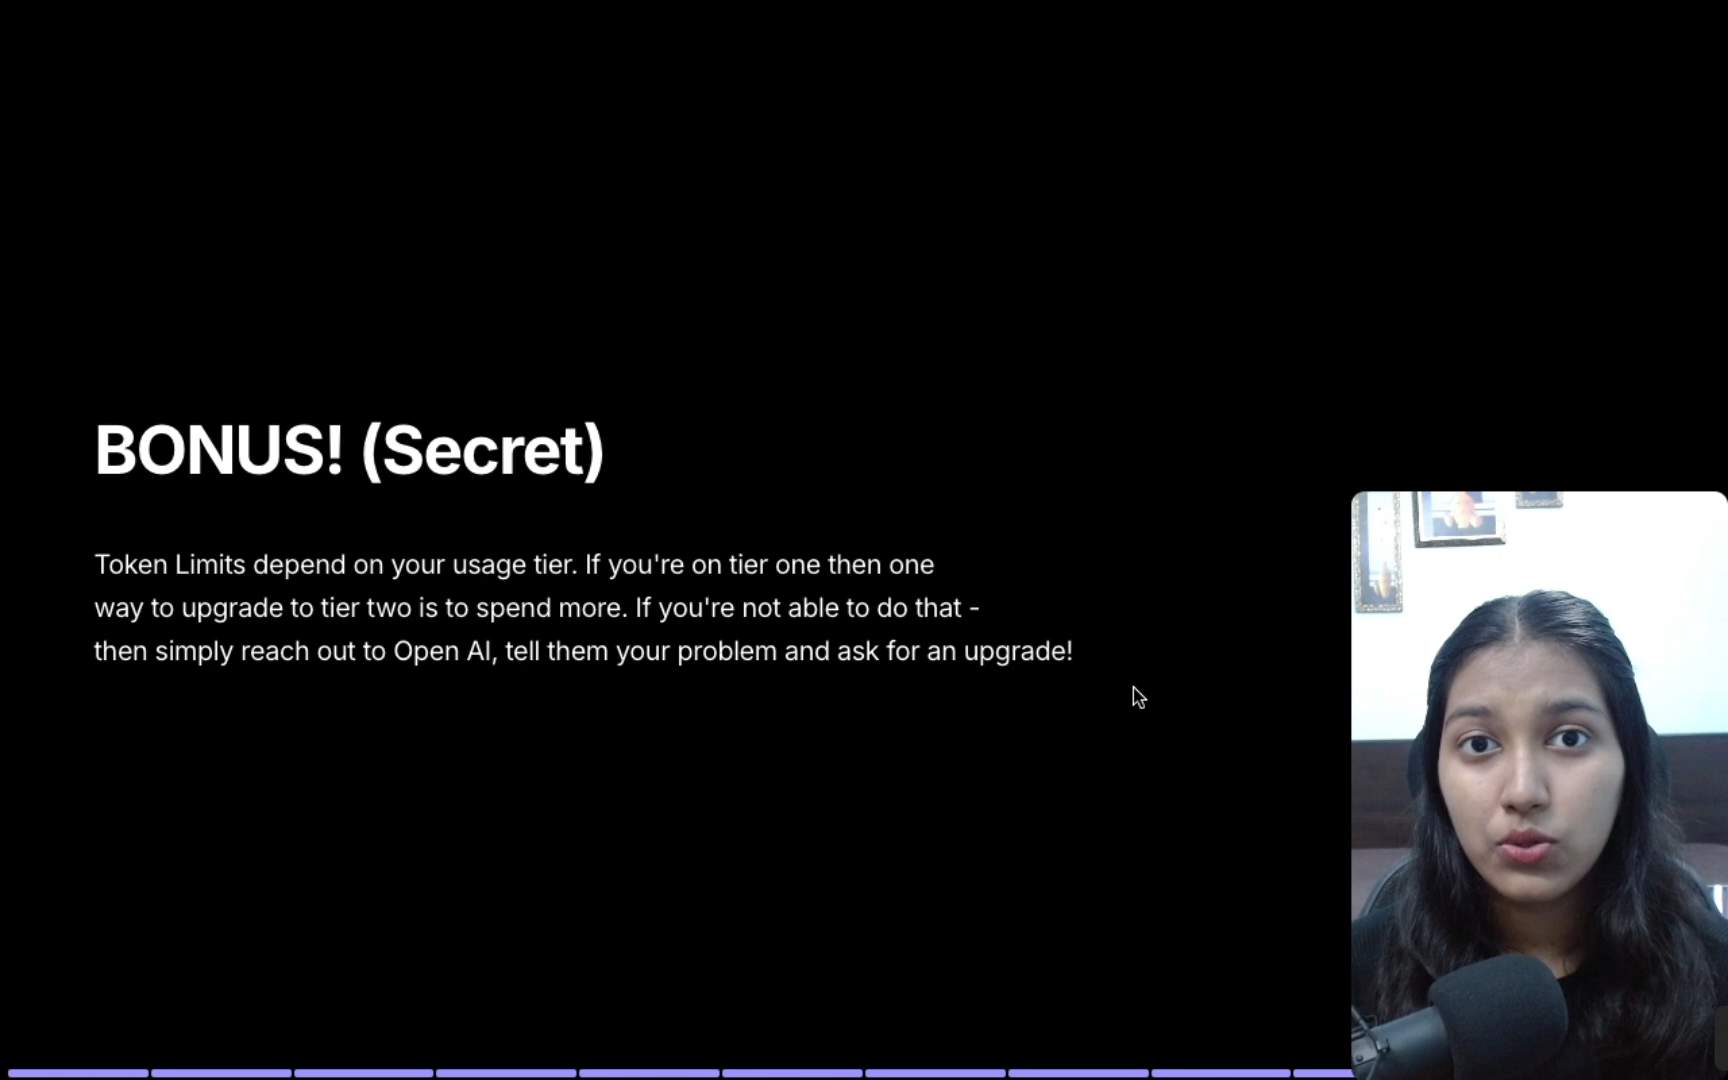 BONUS! (Secret)
Token Limits depend on your usage tier. If you're on tier one then one
way to upgrade to tier two is to spend more. If you're not able to do that -
then simply reach out to Open AI, tell them your problem and ask for an upgrade!